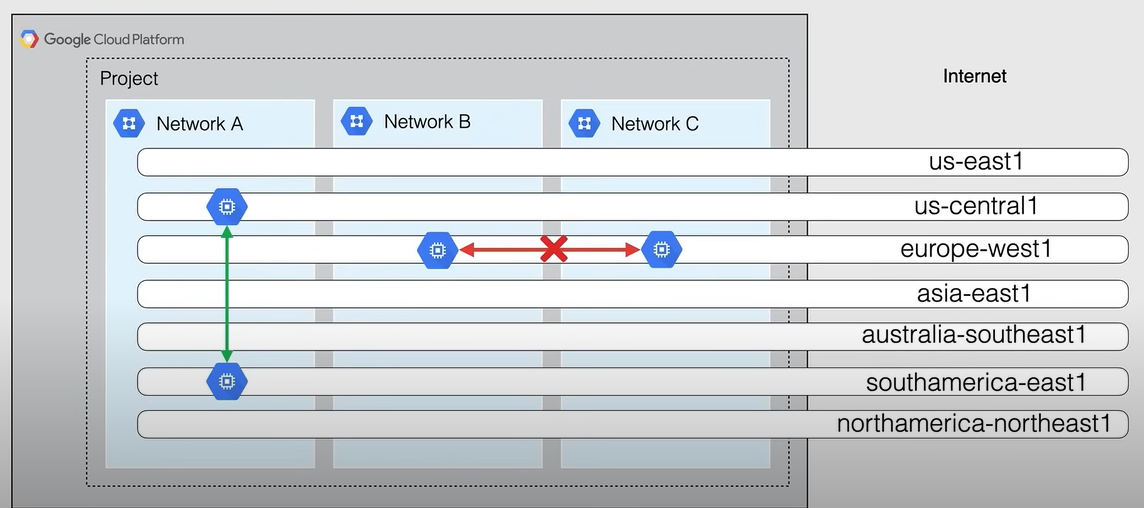 Google Cloud Platform
Project
Internet
Network A
Network B
Network C
us-east1
us-central1
europe-west1
asia-east1
australia-southeast1
southamerica-east1
northamerica-northeast1